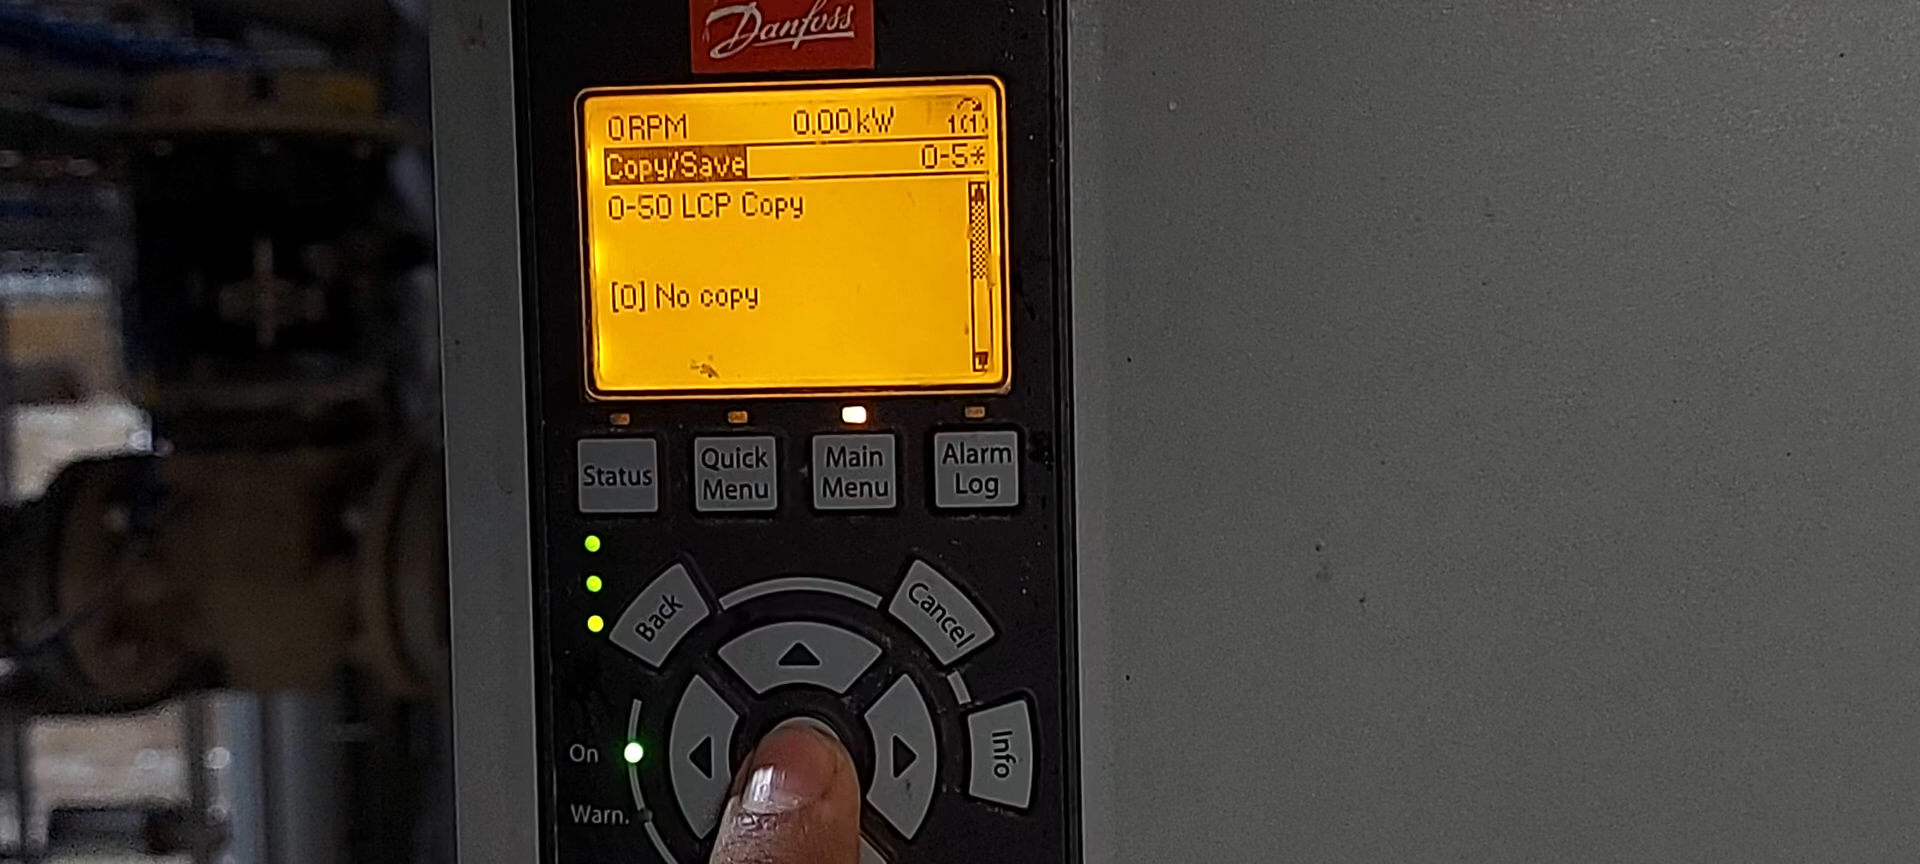 Danfoss
0RPM 0.00kW 1(1)
Copy/Save 0-5*
0-50 LCP Copy
[0] No copy
Status Quick Menu Main Menu Alarm Log
Back Cancel
Info
On
Warn.